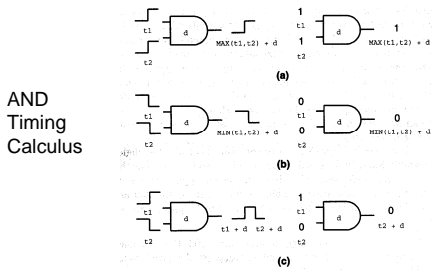 AND
Timing
Calculus
t1
t2
d
MAX(t1,t2) + d
1
t1
1
t2
d
1
MAX(t1,t2) + d
(a)
t1
t2
d
MIN(t1,t2) + d
0
t1
0
t2
d
0
MIN(t1,t2) + d
(b)
t1
t2
d
t1 + d t2 + d
1
t1
0
t2
d
0
t2 + d
(c)